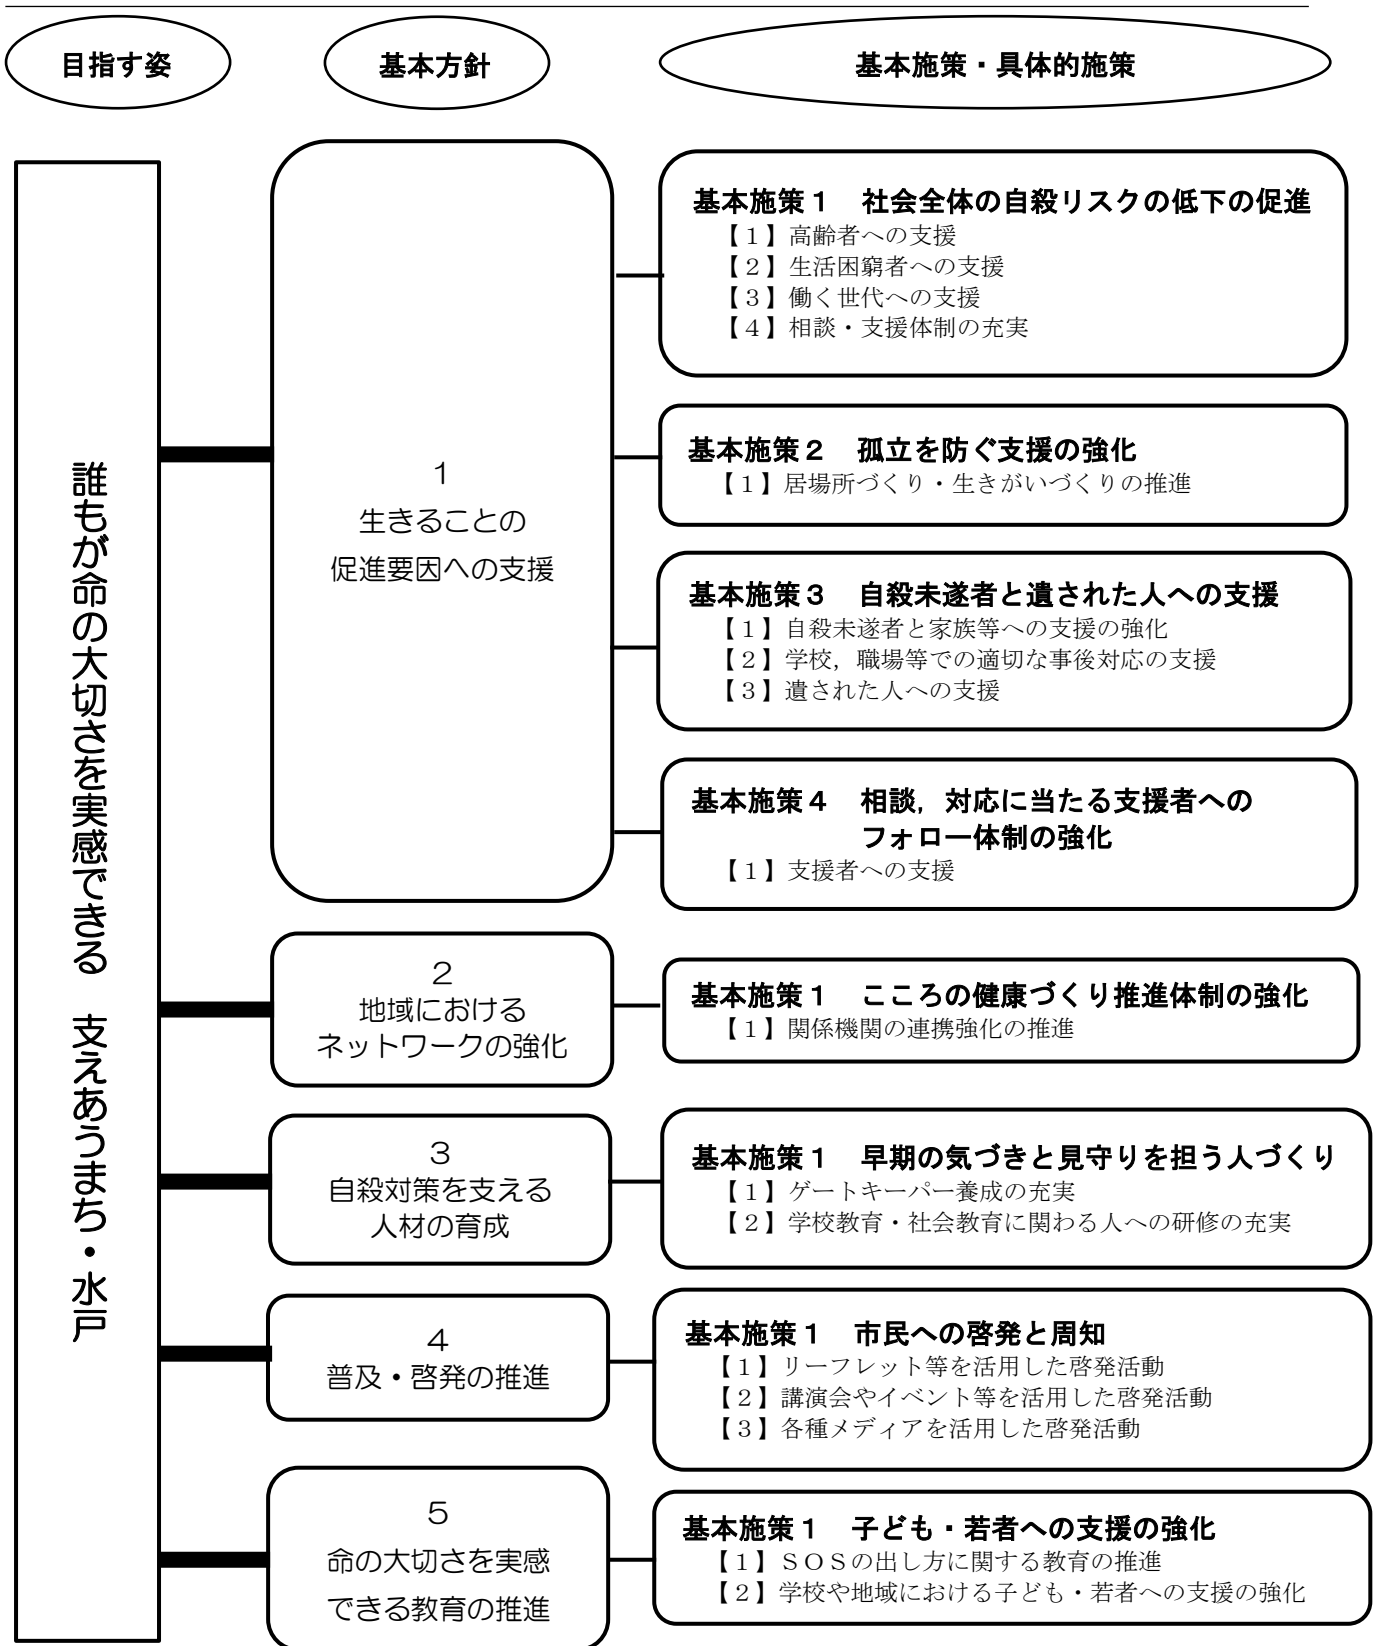 目指す姿
基本方針
基本施策・具体的施策
誰もが命の大切さを実感できる　支えあうまち・水戸
１
生きることの
促進要因への支援
基本施策１　社会全体の自殺リスクの低下の促進
【１】高齢者への支援
【２】生活困窮者への支援
【３】働く世代への支援
【４】相談・支援体制の充実
基本施策２　孤立を防ぐ支援の強化
【１】居場所づくり・生きがいづくりの推進
基本施策３　自殺未遂者と遺された人への支援
【１】自殺未遂者と家族等への支援の強化
【２】学校，職場等での適切な事後対応の支援
【３】遺された人への支援
基本施策４　相談，対応に当たる支援者への
フォロー体制の強化
【１】支援者への支援
２
地域における
ネットワークの強化
基本施策１　こころの健康づくり推進体制の強化
【１】関係機関の連携強化の推進
３
自殺対策を支える
人材の育成
基本施策１　早期の気づきと見守りを担う人づくり
【１】ゲートキーパー養成の充実
【２】学校教育・社会教育に関わる人への研修の充実
４
普及・啓発の推進
基本施策１　市民への啓発と周知
【１】リーフレット等を活用した啓発活動
【２】講演会やイベント等を活用した啓発活動
【３】各種メディアを活用した啓発活動
５
命の大切さを実感
できる教育の推進
基本施策１　子ども・若者への支援の強化
【１】ＳＯＳの出し方に関する教育の推進
【２】学校や地域における子ども・若者への支援の強化